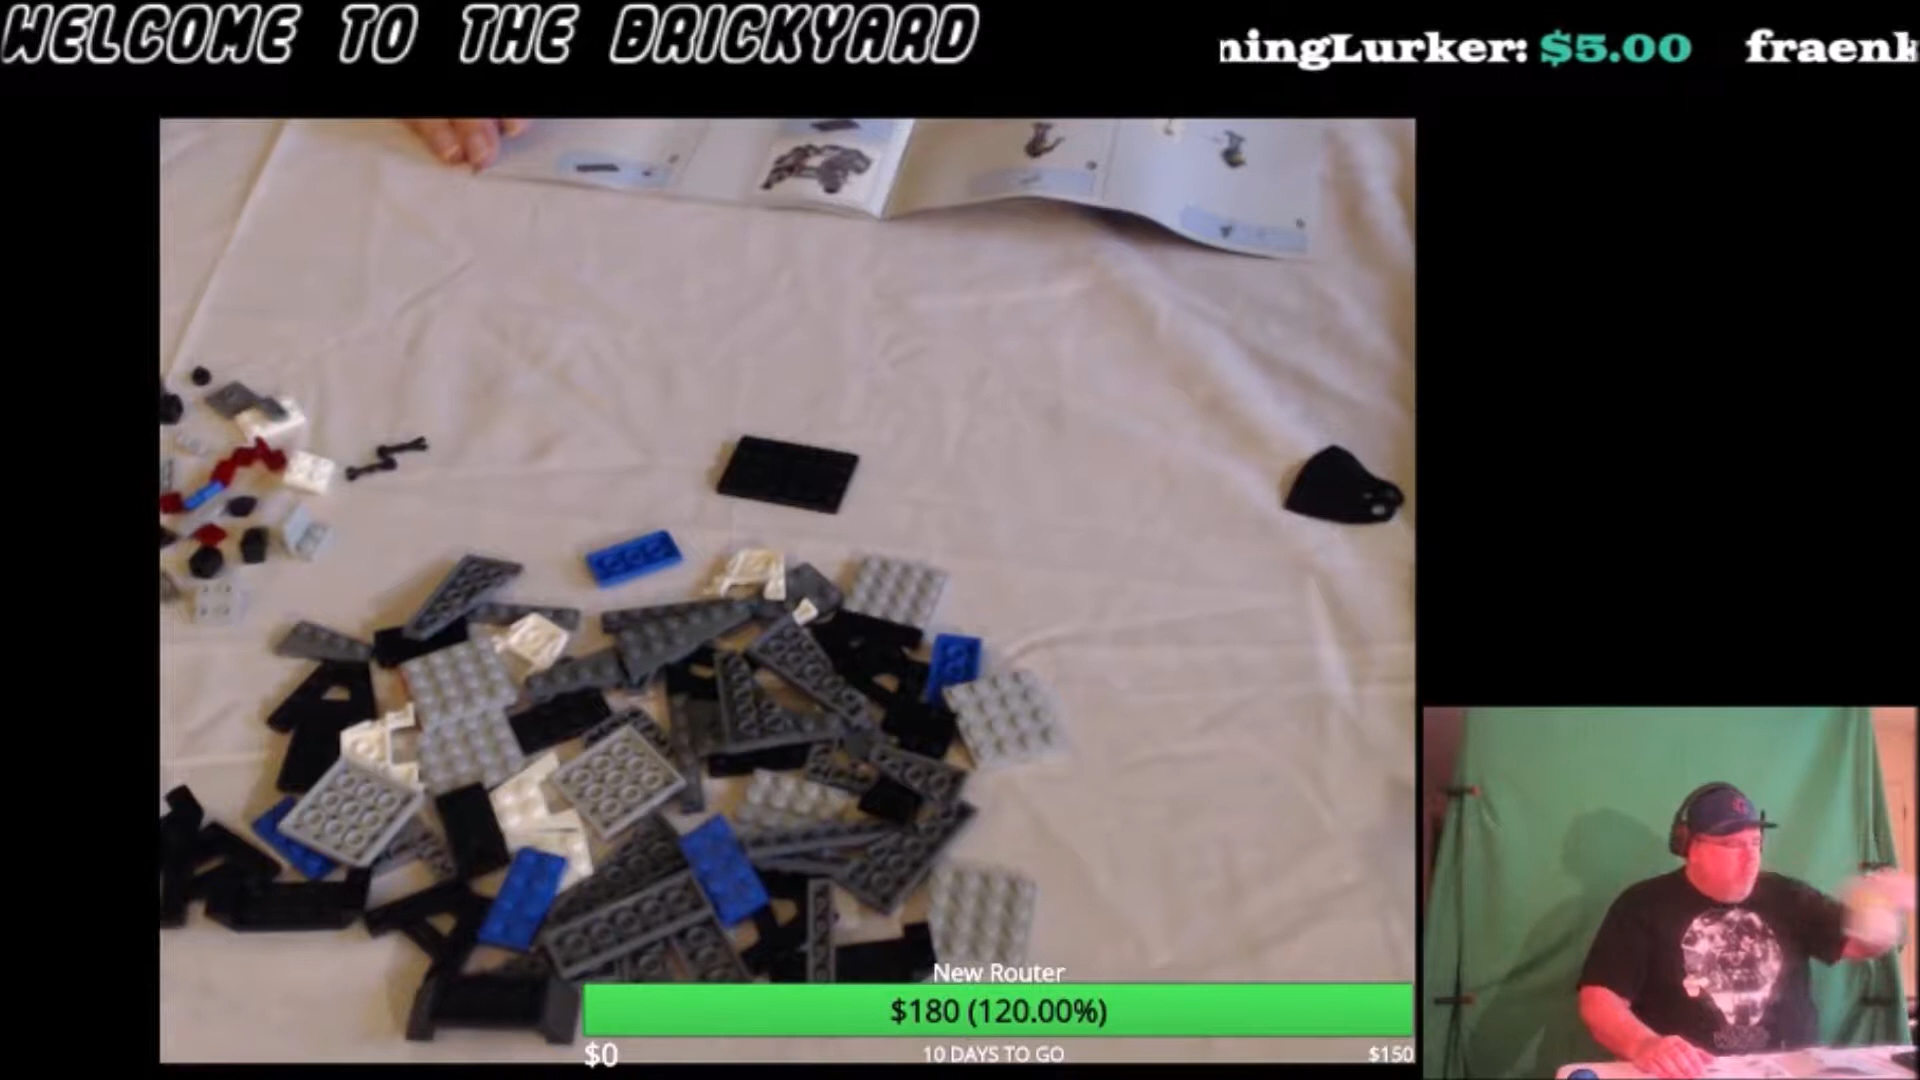 WELCOME TO THE BRICKYARD
ningLurker: $5.00 fraenk
New Router
$180 (120.00%)
$0
10 DAYS TO GO
$150